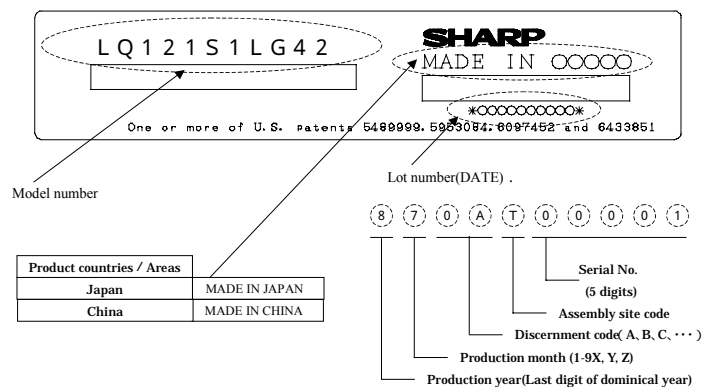 LQ121S1LG42
SHARP
MADE IN OOOOO
*OOOOOOOOOO*
One or more of U.S. patents 5489999.5953084.6097452 and 6433851
Model number
Lot number(DATE) .
8 7 0 A T 0 0 0 0 1
Product countries / Areas
Japan MADE IN JAPAN
China MADE IN CHINA
Serial No.
(5 digits)
Assembly site code
Discernment code( A、B、C、・・・ )
Production month (1-9X, Y, Z)
Production year(Last digit of dominical year)